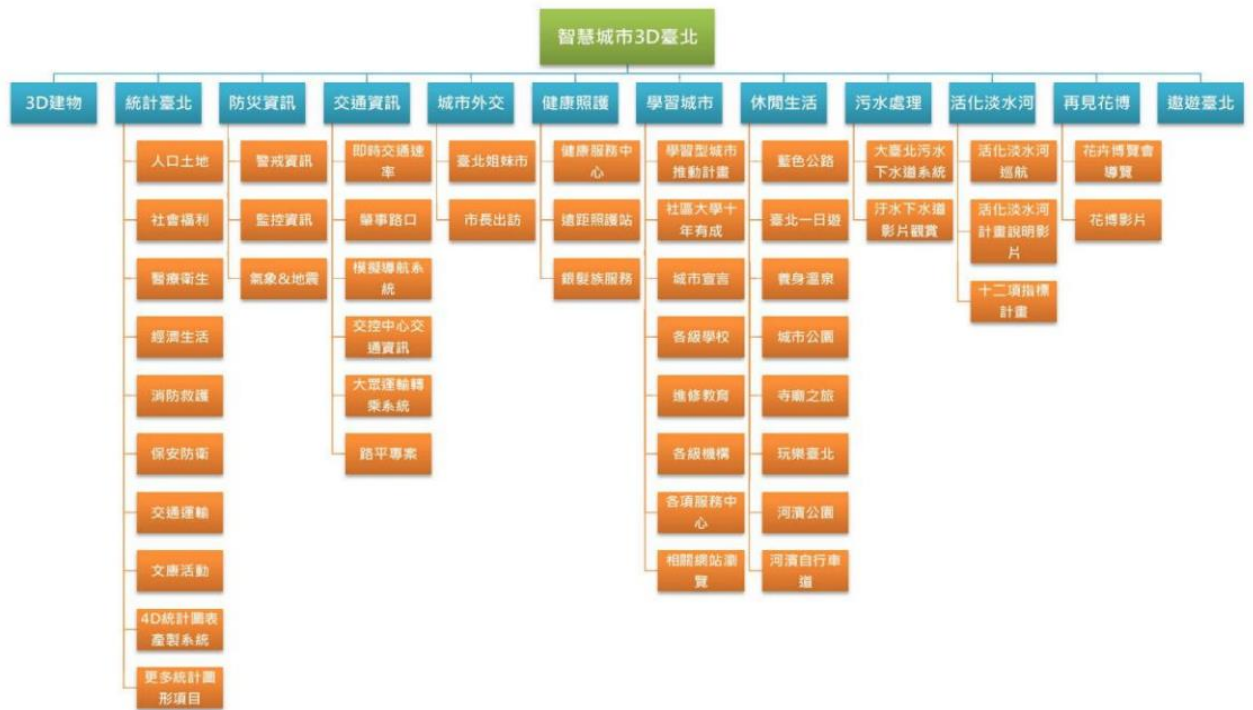 智慧城市3D臺北
3D建物
統計臺北
防災資訊
交通資訊
城市外交
健康照護
學習城市
休閒生活
污水處理
活化淡水河
再見花博
遨遊臺北
人口土地
社會福利
醫療衛生
經濟生活
消防救護
保安防衛
交通運輸
文康活動
4D統計圖表
產製系統
更多統計圖
形項目
警戒資訊
監控資訊
氣象&地震
即時交通速
率
肇事路口
模擬導航系
統
交控中心交
通資訊
大眾運輸轉
乘系統
路平專案
臺北姐妹市
市長出訪
健康服務中
心
遠距照護站
銀髮族服務
學習型城市
推動計畫
社區大學十
年有成
城市宣言
各級學校
進修教育
各級機構
各項服務中
心
相關網站瀏
覽
藍色公路
臺北一日遊
養身溫泉
城市公園
寺廟之旅
玩樂臺北
河濱公園
河濱自行車
道
大臺北污水
下水道系統
汙水下水道
影片觀賞
活化淡水河
巡航
活化淡水河
計畫說明影
片
十二項指標
計畫
花卉博覽會
導覽
花博影片